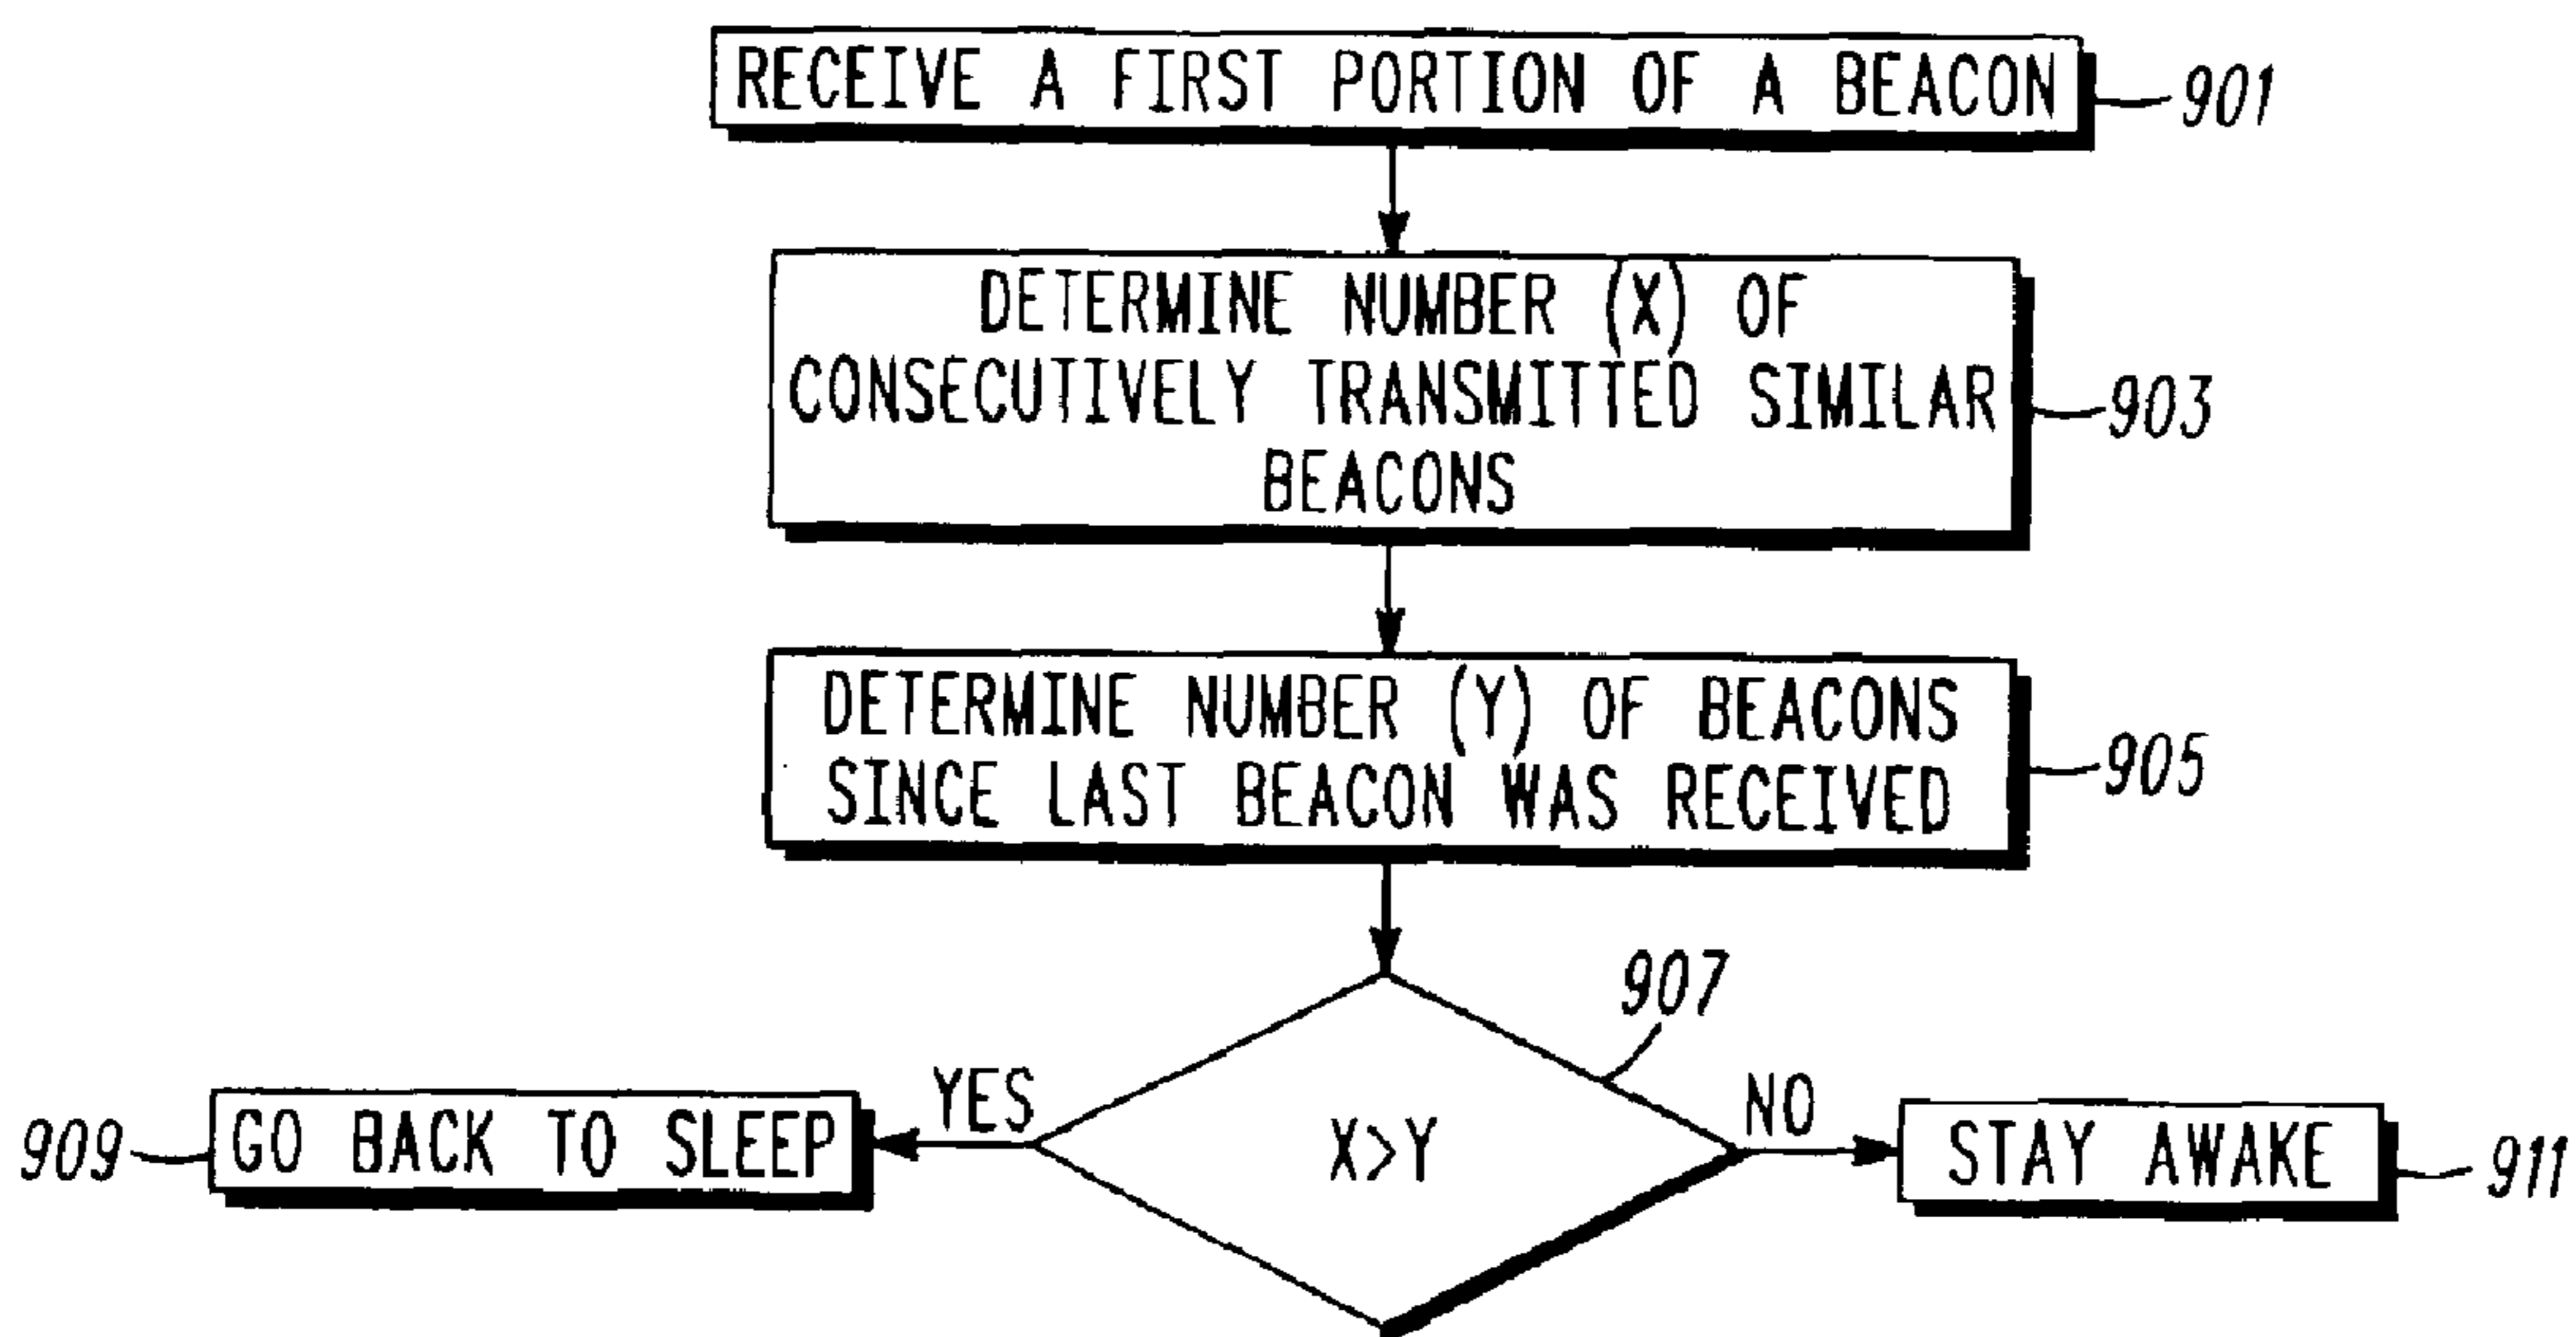 RECEIVE A FIRST PORTION OF A BEACON
901
DETERMINE NUMBER (X) OF
CONSECUTIVELY TRANSMITTED SIMILAR
BEACONS
903
DETERMINE NUMBER (Y) OF BEACONS
SINCE LAST BEACON WAS RECEIVED
905
907
X>Y
YES
NO
909
GO BACK TO SLEEP
STAY AWAKE
911